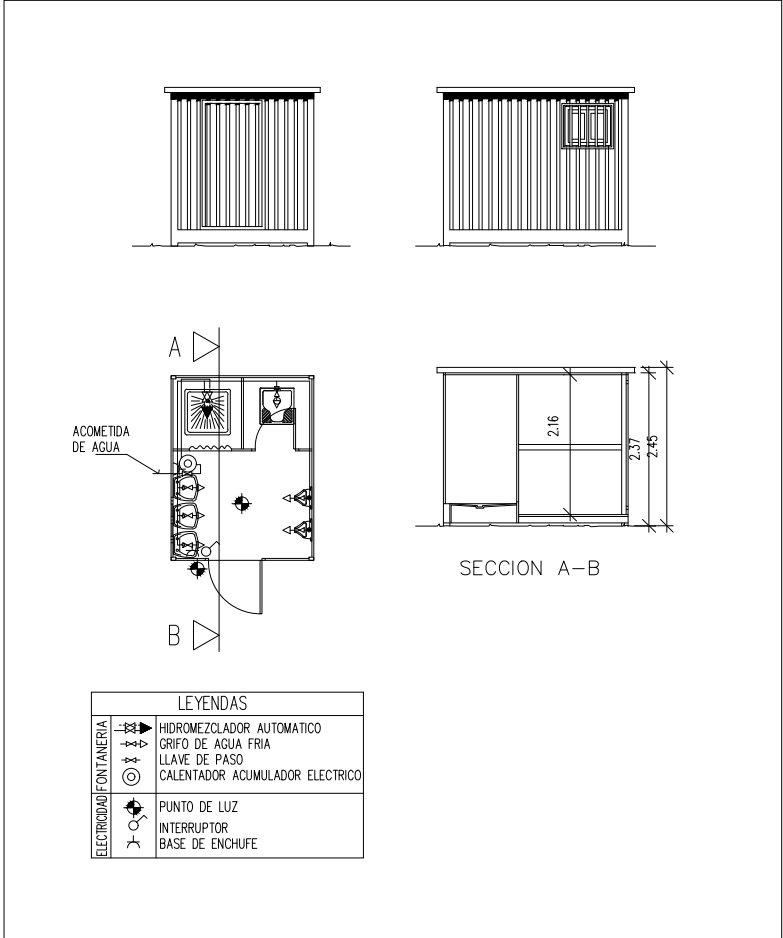 A
ACOMETIDA
DE AGUA
B
2.16
2.37
2.45
SECCION A-B
LEYENDAS
FONTANERIA
HIDROMEZCLADOR AUTOMATICO
GRIFO DE AGUA FRIA
LLAVE DE PASO
CALENTADOR ACUMULADOR ELECTRICO
ELECTRICIDAD
PUNTO DE LUZ
INTERRUPTOR
BASE DE ENCHUFE